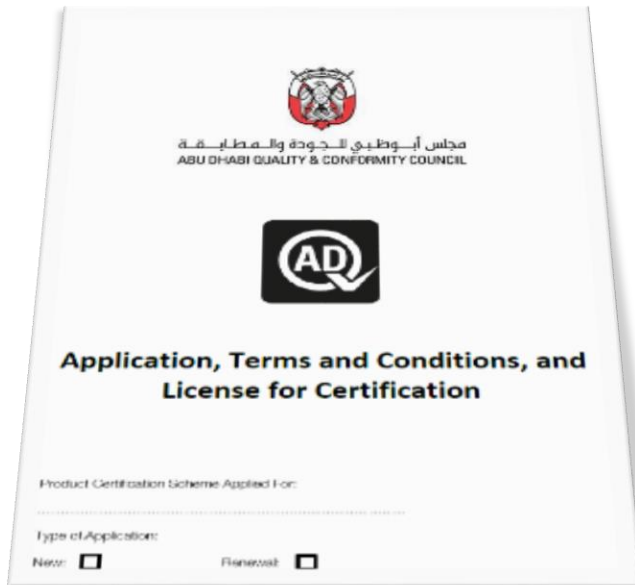 مجلس أبوظبي للجودة والمطابقة
ABU DHABI QUALITY & CONFORMITY COUNCIL
AD
Application, Terms and Conditions, and
License for Certification
Product Certification Scheme Applied For:
Type of Application:
New:
Renewal: